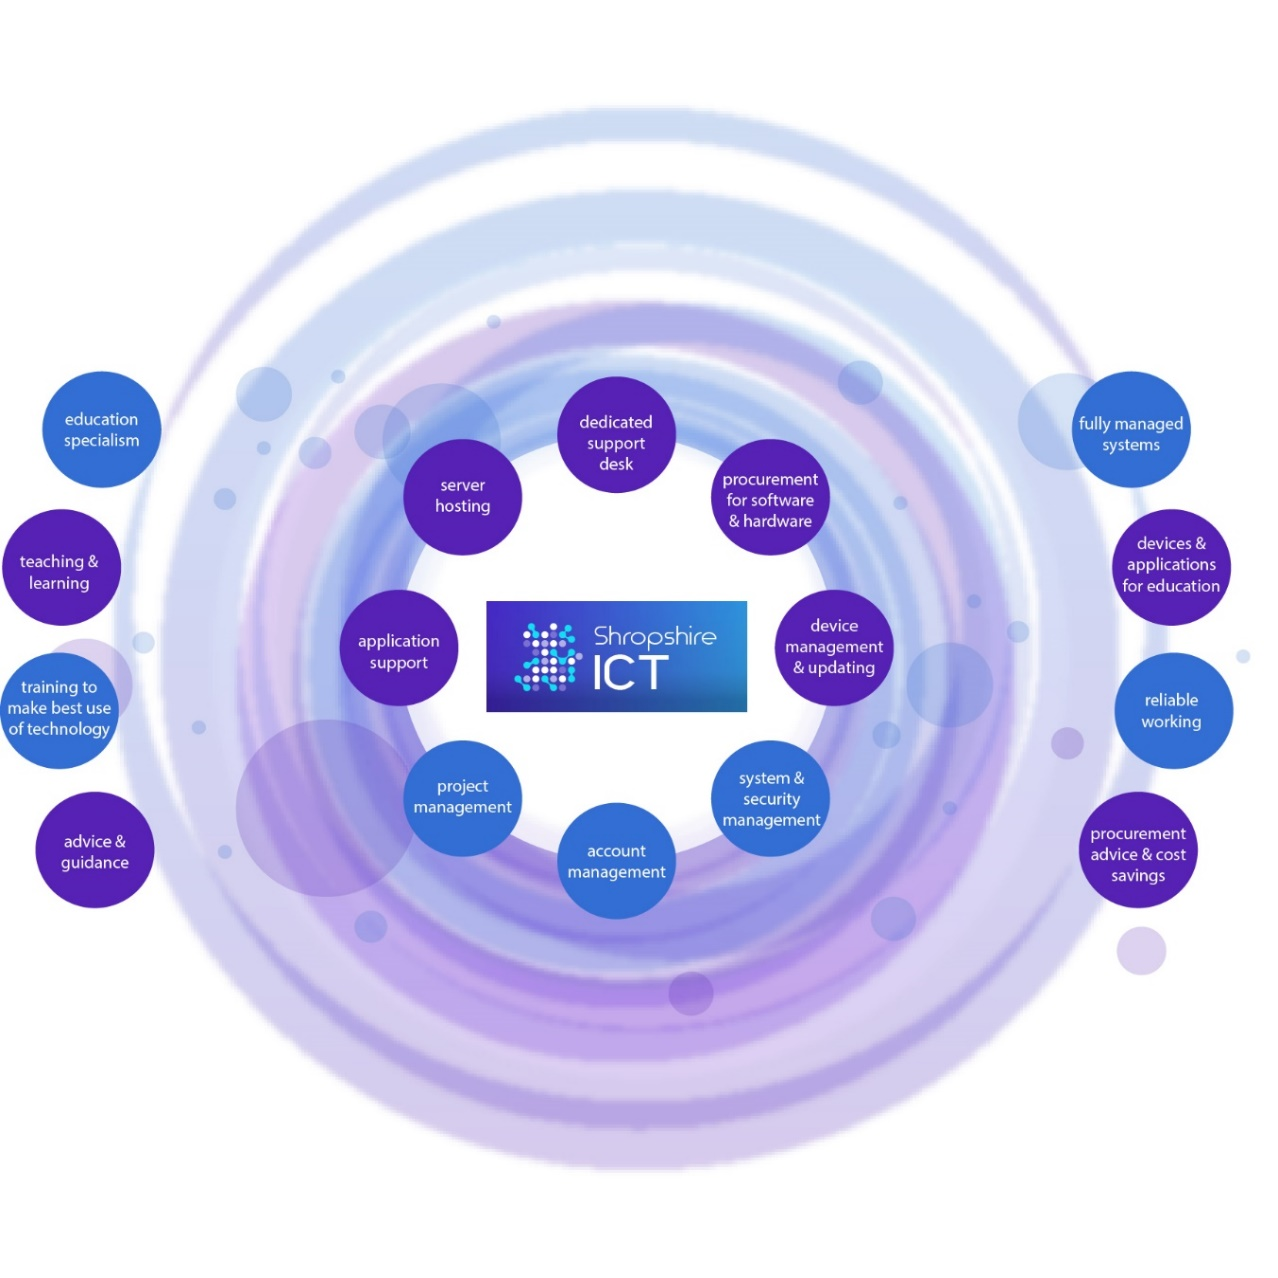 education
specialism
teaching &
learning
training to
make best use
of technology
advice &
guidance
dedicated
support
desk
server
hosting
procurement
for software
& hardware
application
support
Shropshire
ICT
device
management
& updating
project
management
system &
security
management
account
management
fully managed
systems
devices &
applications
for education
reliable
working
procurement
advice & cost
savings